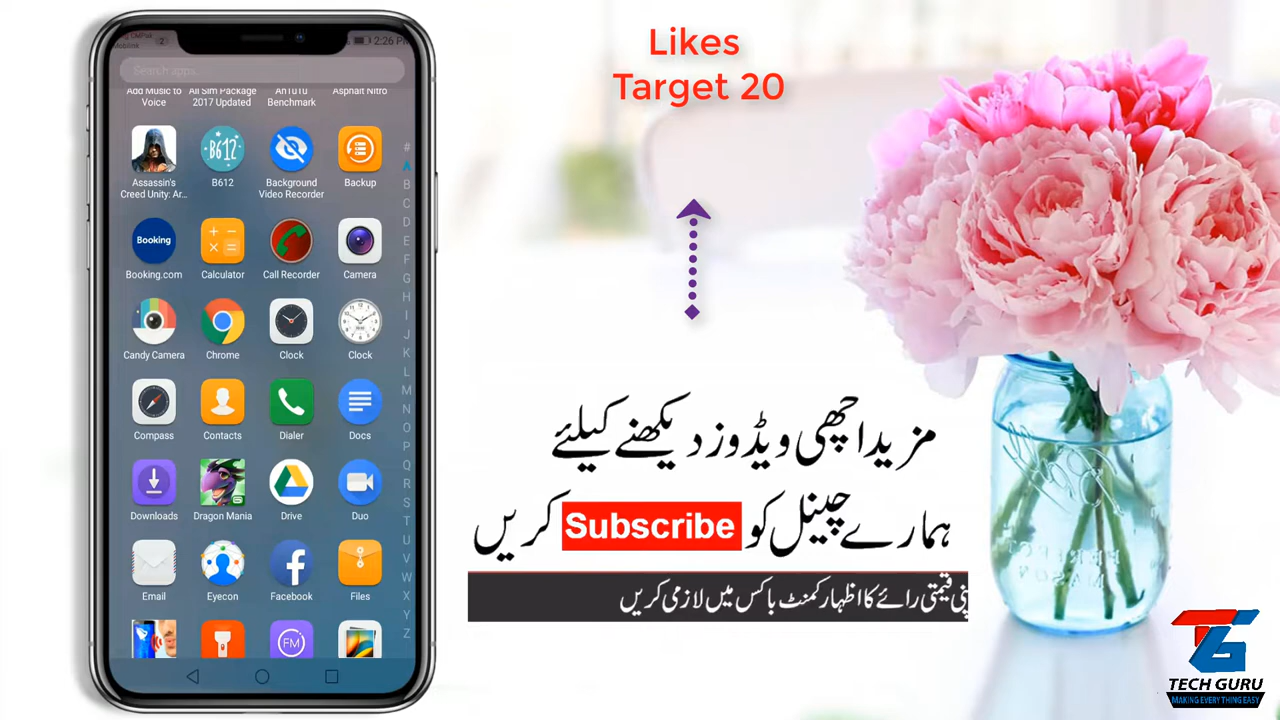 2:26 PM
Search apps...
Add Music to Voice
All Sim Package 2017 Updated
AnTuTu Benchmark
Asphalt Nitro
Assassin's Creed Unity: Ar...
B612
Background Video Recorder
Backup
Booking.com
Calculator
Call Recorder
Camera
Candy Camera
Chrome
Clock
Clock
Compass
Contacts
Dialer
Docs
Downloads
Dragon Mania
Drive
Duo
Email
Eyecon
Facebook
Files
B612
Booking
FM
#
A
B
C
D
E
F
G
H
I
J
K
L
M
N
O
P
Q
R
S
T
U
V
W
X
Y
Z
Likes
Target 20
مزید اچھی ویڈوز دیکھنے کیلئے
ہمارے چینل کو Subscribe کریں
قیمتی رائے کا اظہار کمنٹ باکس میں لازمی کریں
TG
TECH GURU
MAKING EVERYTHING EASY